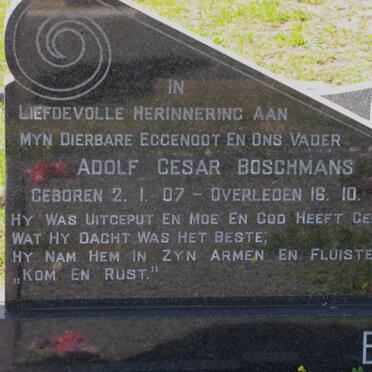 IN
LIEFDEVOLLE HERINNERING AAN
MYN DIERBARE ECGENOOT EN ONS VADER
ADOLF CESAR BOSCHMANS
GEBOREN 2. 1. 07 - OVERLEDEN 16. 10.
HY WAS UITGEPUT EN MOE EN GOD HEEFT GE
WAT HY DACHT WAS HET BESTE;
HY NAM HEM IN ZYN ARMEN EN FLUISTE
„KOM EN RUST."